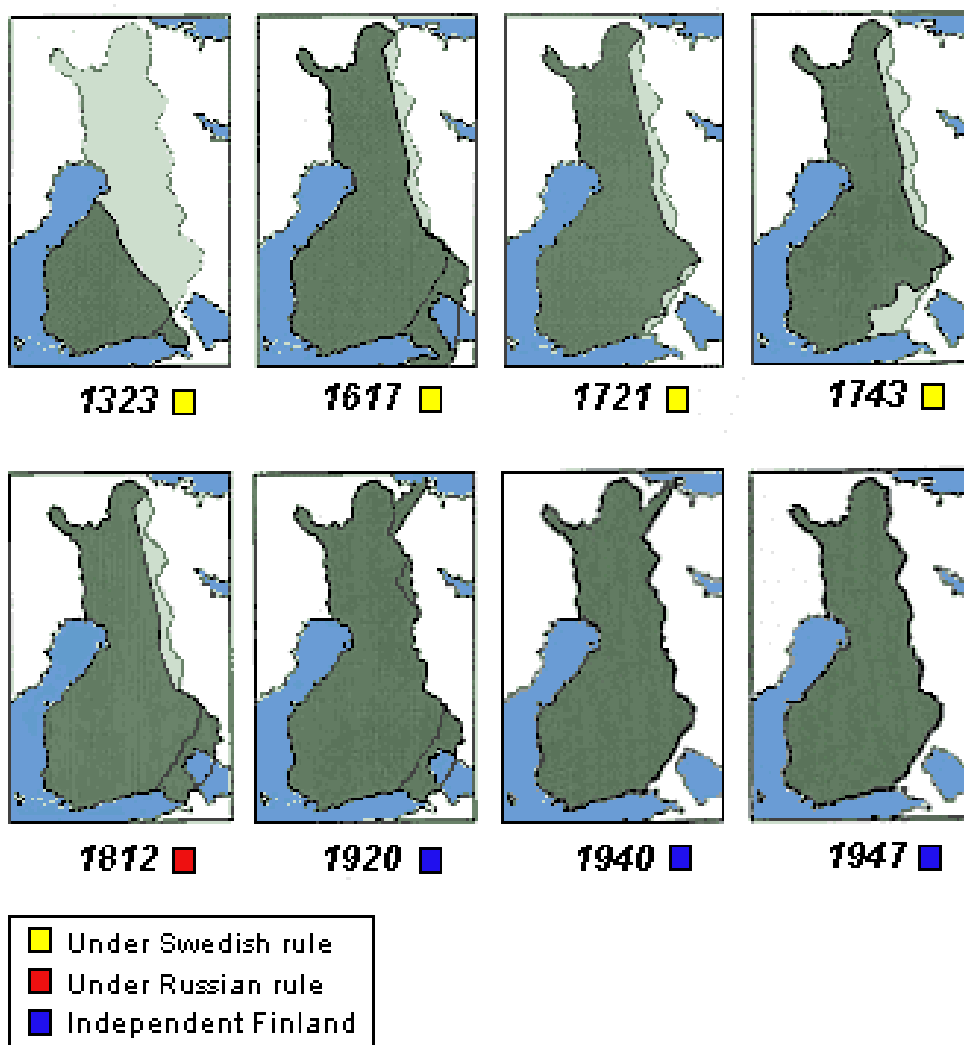 1323
1617
1721
1743
1812
1920
1940
1947
Under Swedish rule
Under Russian rule
Independent Finland